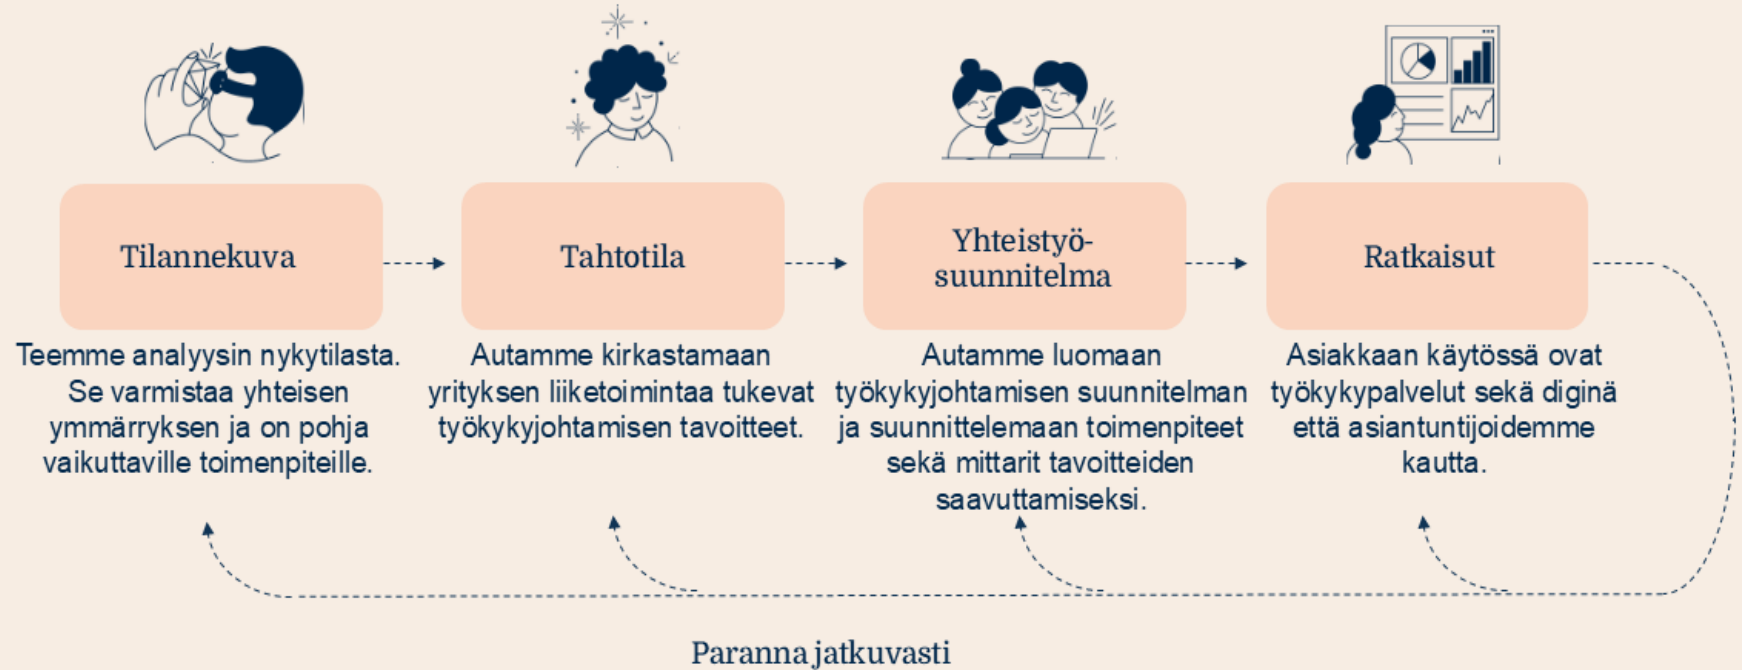 Tilannekuva
Teemme analyysin nykytilasta.
Se varmistaa yhteisen
ymmärryksen ja on pohja
vaikuttaville toimenpiteille.
Tahtotila
Autamme kirkastamaan
yrityksen liiketoimintaa tukevat
työkykyjohtamisen tavoitteet.
Yhteistyö-
suunnitelma
Autamme luomaan
työkykyjohtamisen suunnitelman
ja suunnittelemaan toimenpiteet
sekä mittarit tavoitteiden
saavuttamiseksi.
Ratkaisut
Asiakkaan käytössä ovat
työkykypalvelut sekä diginä
että asiantuntijoidemme
kautta.
Paranna jatkuvasti